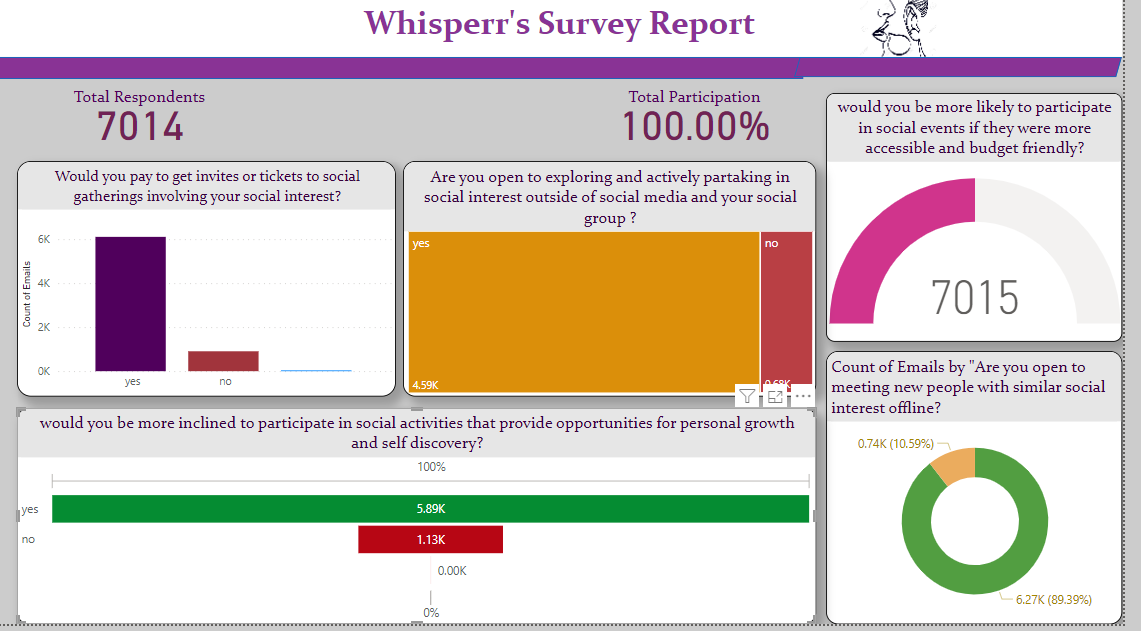 Whisperr's Survey Report
Total Respondents
7014
Total Participation
100.00%
Would you pay to get invites or tickets to social
gatherings involving your social interest?
Count of Emails
6K
4K
2K
0K
yes
no
Are you open to exploring and actively partaking in
social interest outside of social media and your social
group ?
yes
no
4.59K
0.68K
would you be more likely to participate
in social events if they were more
accessible and budget friendly?
7015
would you be more inclined to participate in social activities that provide opportunities for personal growth
and self discovery?
100%
yes
5.89K
no
1.13K
0.00K
0%
Count of Emails by "Are you open to
meeting new people with similar social
interest offline?
0.74K (10.59%)
6.27K (89.39%)